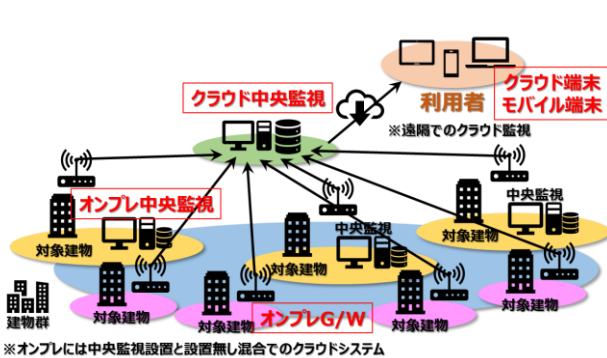 クラウド中央監視
クラウド端末
モバイル端末
利用者
※遠隔でのクラウド監視
オンプレ中央監視
中央監視
中央監視
対象建物
対象建物
対象建物
対象建物
対象建物
対象建物
対象建物
オンプレG/W
建物群
※オンプレには中央監視設置と設置無し混合でのクラウドシステム